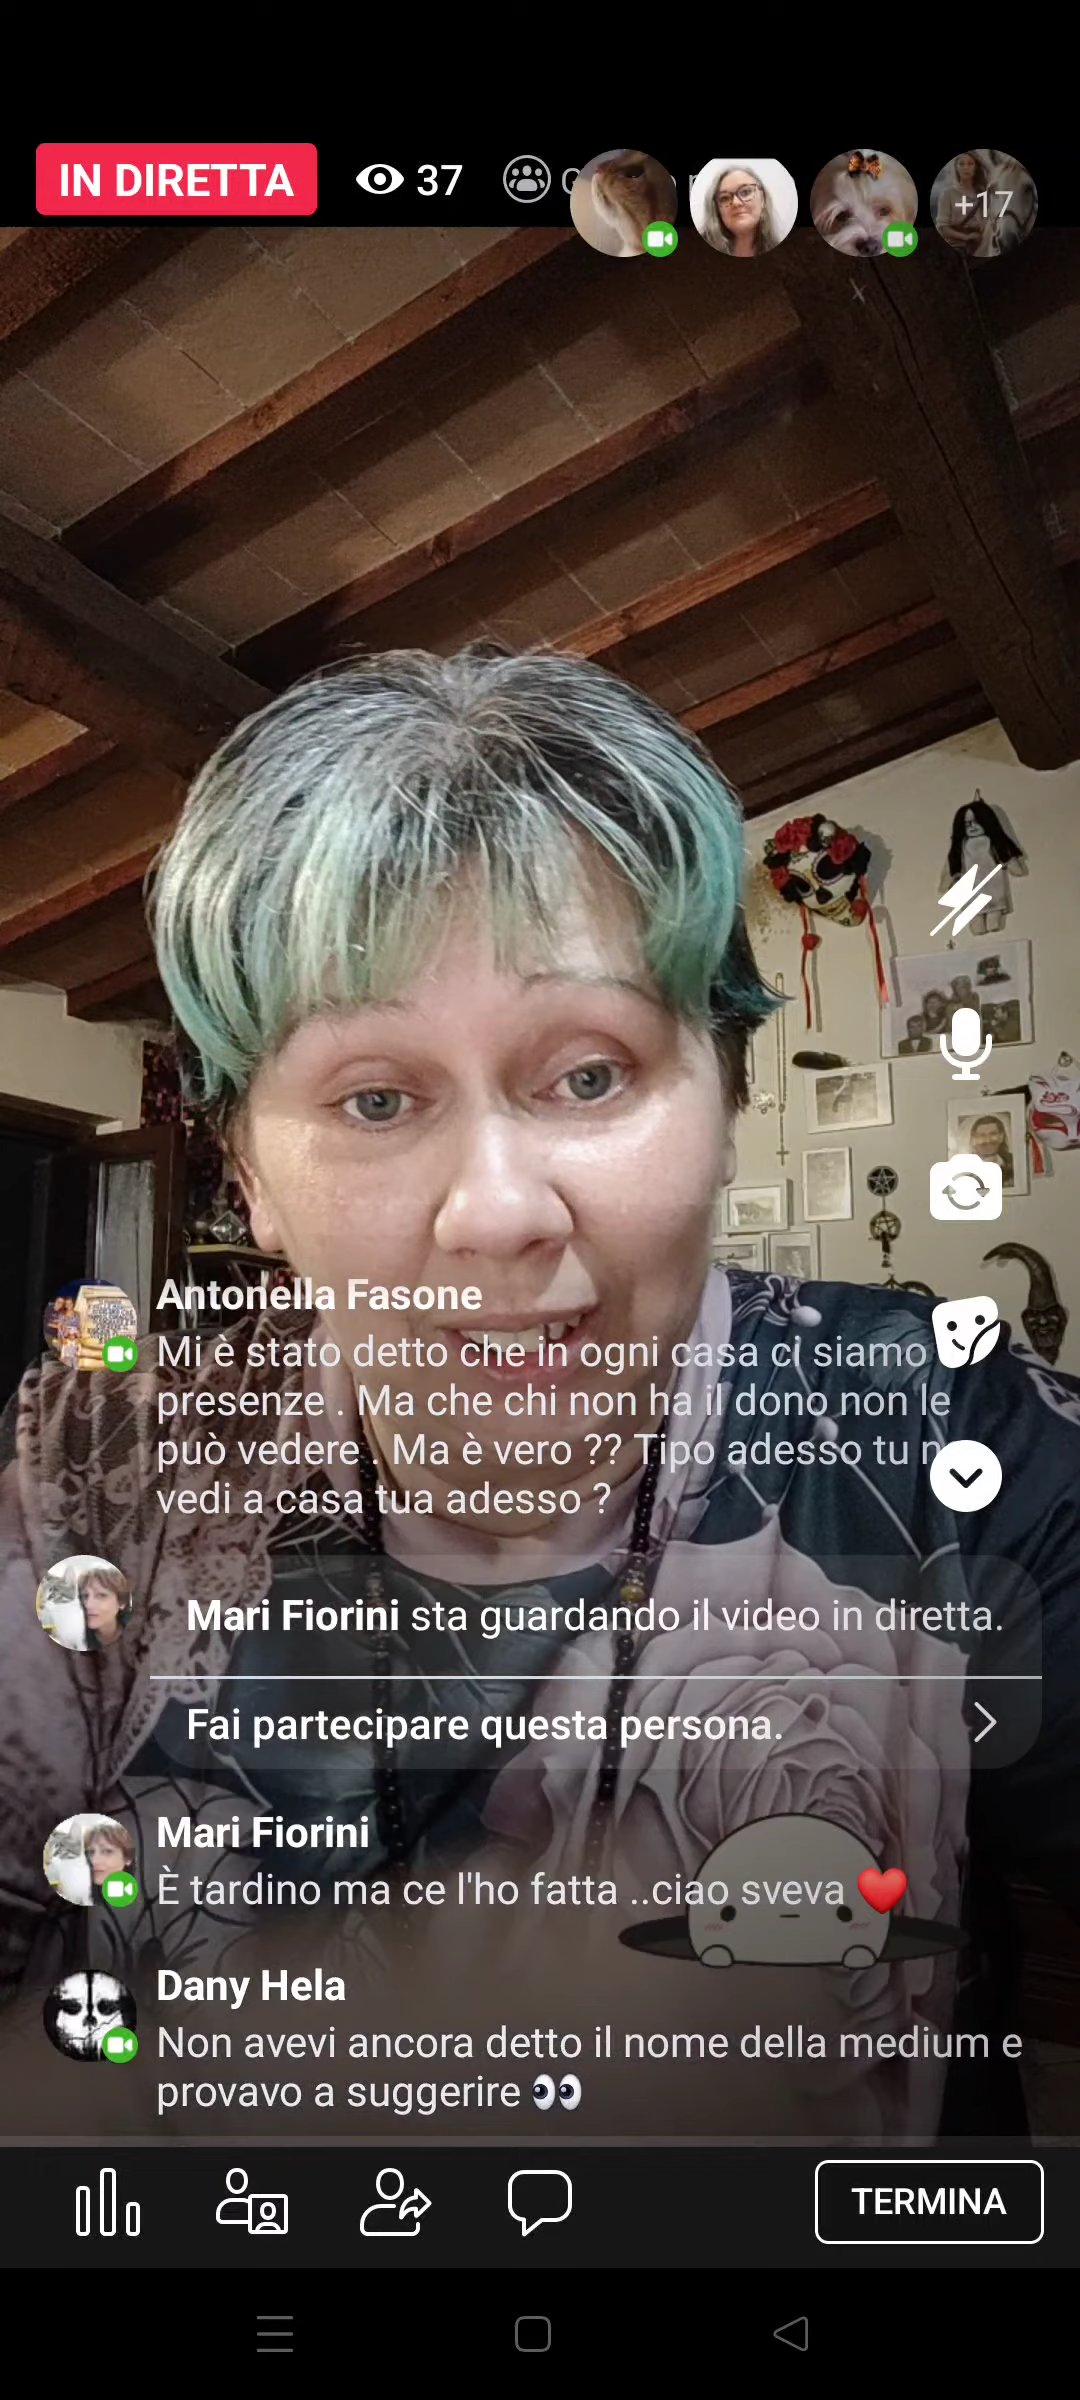 IN DIRETTA
37
+17
Antonella Fasone
Mi è stato detto che in ogni casa ci siamo
presenze . Ma che chi non ha il dono non le
può vedere . Ma è vero ?? Tipo adesso tu n
vedi a casa tua adesso ?
Mari Fiorini sta guardando il video in diretta.
Fai partecipare questa persona.
Mari Fiorini
È tardino ma ce l'ho fatta ..ciao sveva ❤️
Dany Hela
Non avevi ancora detto il nome della medium e
provavo a suggerire 👀
TERMINA